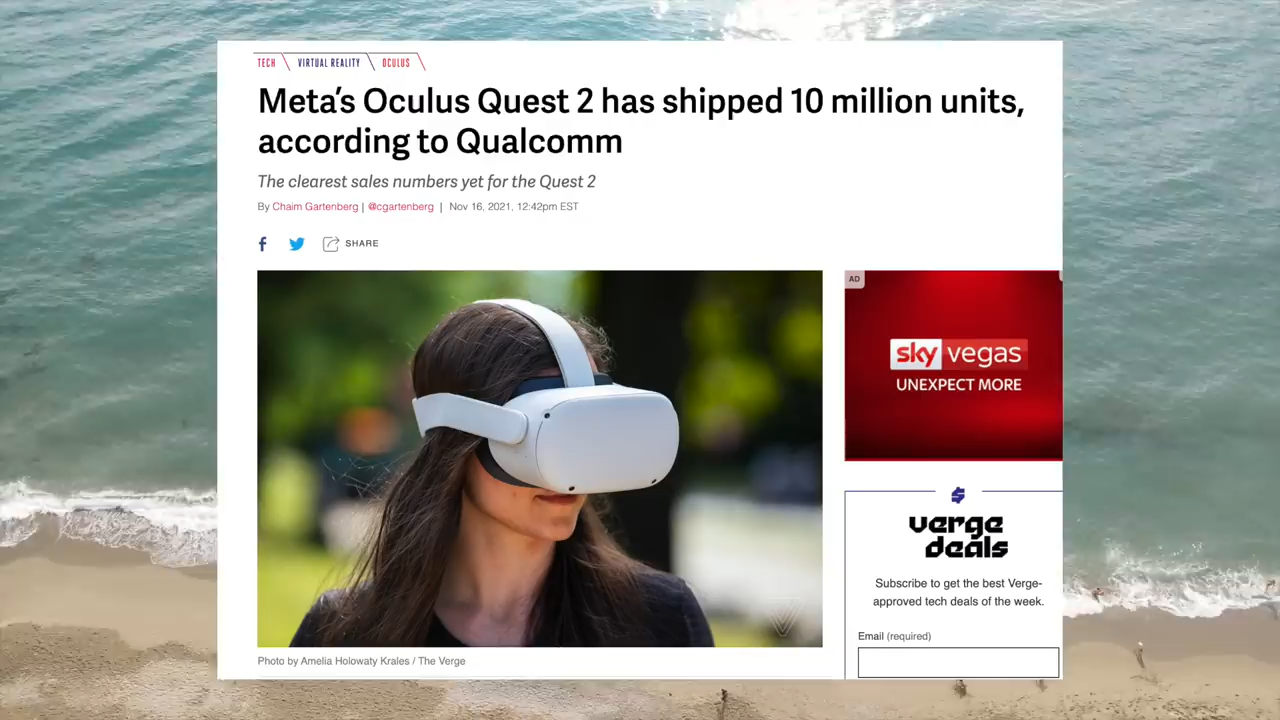 TECH VIRTUAL REALITY OCULUS
Meta's Oculus Quest 2 has shipped 10 million units,
according to Qualcomm
The clearest sales numbers yet for the Quest 2
By Chaim Gartenberg | @cgartenberg | Nov 16, 2021, 12:42pm EST
SHARE
AD
sky vegas
UNEXPECT MORE
verge
deals
Subscribe to get the best Verge-
approved tech deals of the week.
Email (required)
Photo by Amelia Holowaty Krales / The Verge